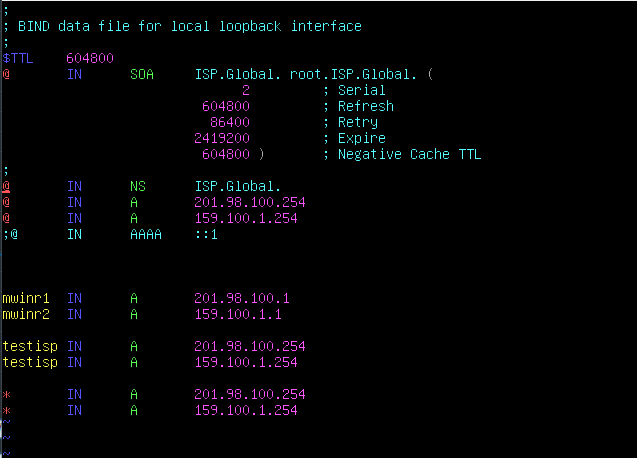 ;
; BIND data file for local loopback interface
;
$TTL    604800
@       IN      SOA     ISP.Global. root.ISP.Global. (
                              2         ; Serial
                         604800         ; Refresh
                          86400         ; Retry
                        2419200         ; Expire
                         604800 )       ; Negative Cache TTL
;
@       IN      NS      ISP.Global.
@       IN      A       201.98.100.254
@       IN      A       159.100.1.254
;@      IN      AAAA    ::1
mwinr1  IN      A       201.98.100.1
mwinr2  IN      A       159.100.1.1
testisp IN      A       201.98.100.254
testisp IN      A       159.100.1.254
*       IN      A       201.98.100.254
*       IN      A       159.100.1.254
~
~
~